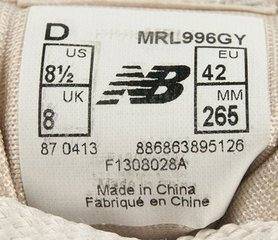 D MRL996GY
US 8½ EU 42
UK 8 NB MM 265
87 0413 886863895126
F1308028A
Made in China
Fabriqué en Chine